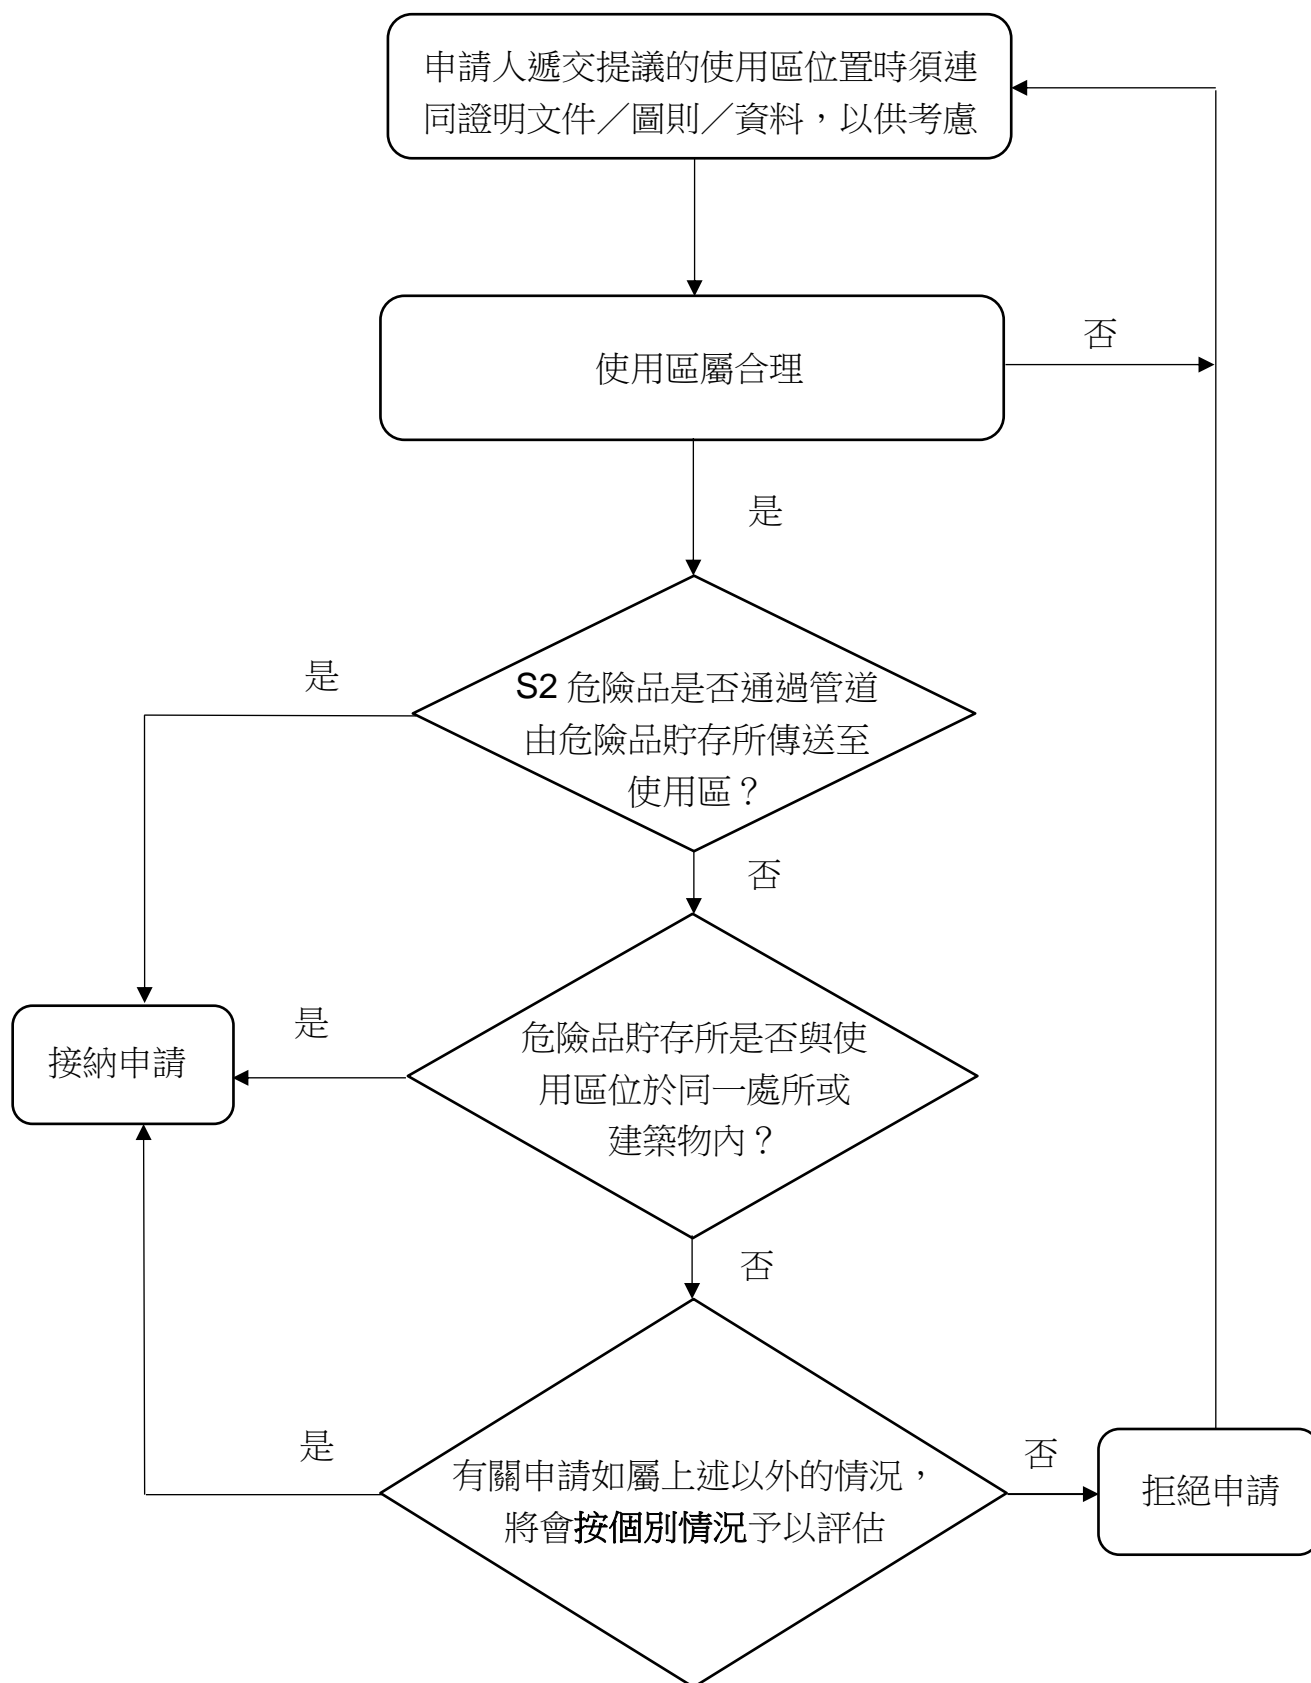 申請人遞交提議的使用區位置時須連
同證明文件／圖則／資料，以供考慮
使用區屬合理
否
是
是
S2 危險品是否通過管道
由危險品貯存所傳送至
使用區？
否
接納申請
是
危險品貯存所是否與使
用區位於同一處所或
建築物內？
否
是
有關申請如屬上述以外的情況，
將會按個別情況予以評估
否
拒絕申請